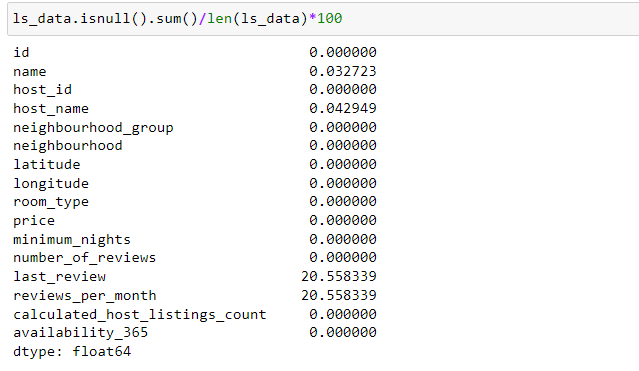 ls_data.isnull().sum()/len(ls_data)*100
id 0.000000
name 0.032723
host_id 0.000000
host_name 0.042949
neighbourhood_group 0.000000
neighbourhood 0.000000
latitude 0.000000
longitude 0.000000
room_type 0.000000
price 0.000000
minimum_nights 0.000000
number_of_reviews 0.000000
last_review 20.558339
reviews_per_month 20.558339
calculated_host_listings_count 0.000000
availability_365 0.000000
dtype: float64